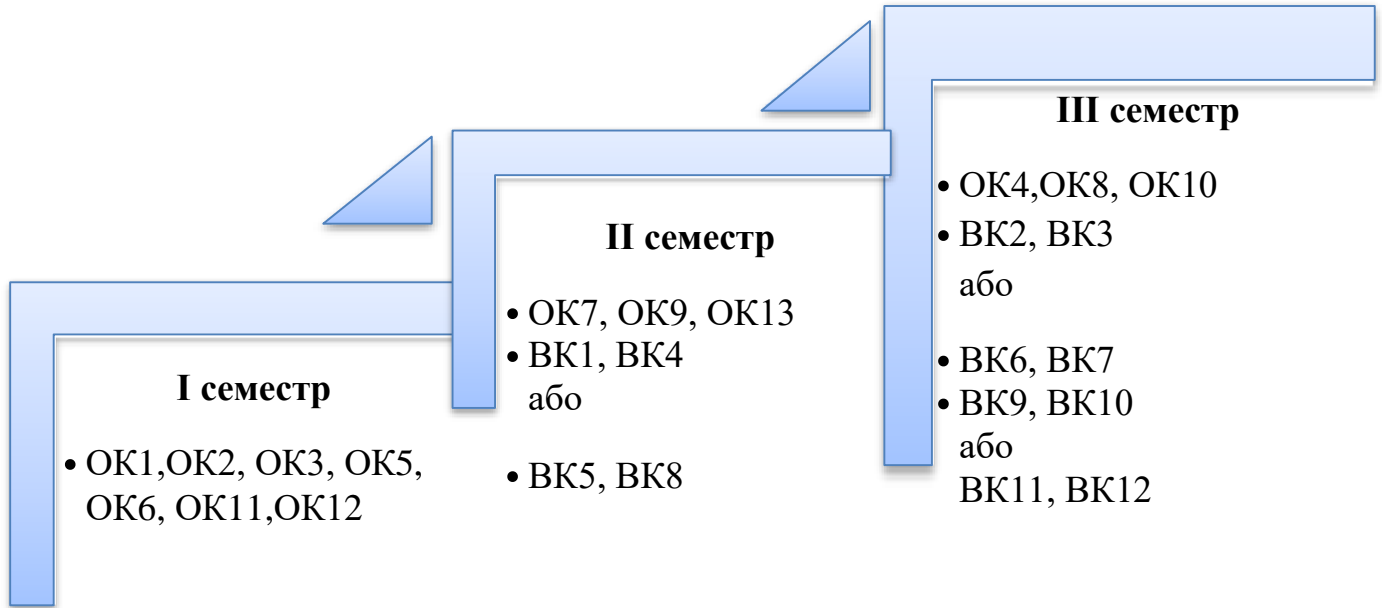 I семестр
• ОК1,ОК2, ОК3, ОК5,
ОК6, ОК11,ОК12
II семестр
• ОК7, ОК9, ОК13
• ВК1, ВК4
або
• ВК5, ВК8
III семестр
• ОК4,ОК8, ОК10
• ВК2, ВК3
або
• ВК6, ВК7
• ВК9, ВК10
або
ВК11, ВК12